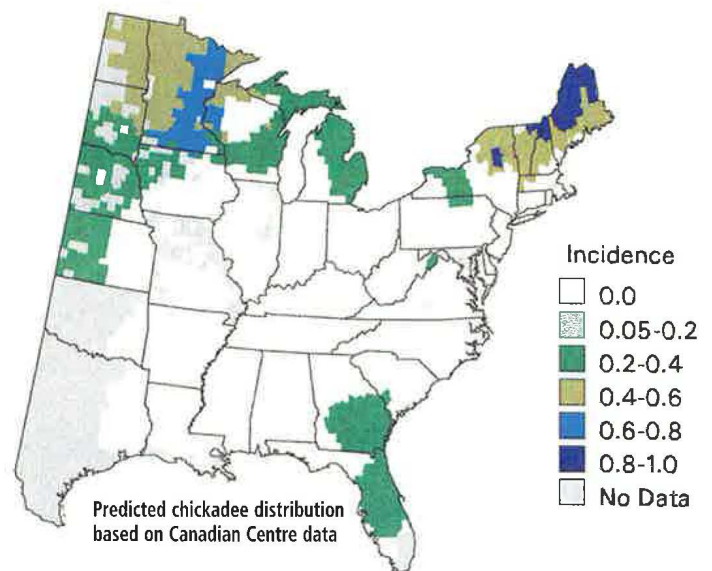 Incidence
0.0
0.05-0.2
0.2-0.4
0.4-0.6
0.6-0.8
0.8-1.0
No Data
Predicted chickadee distribution
based on Canadian Centre data